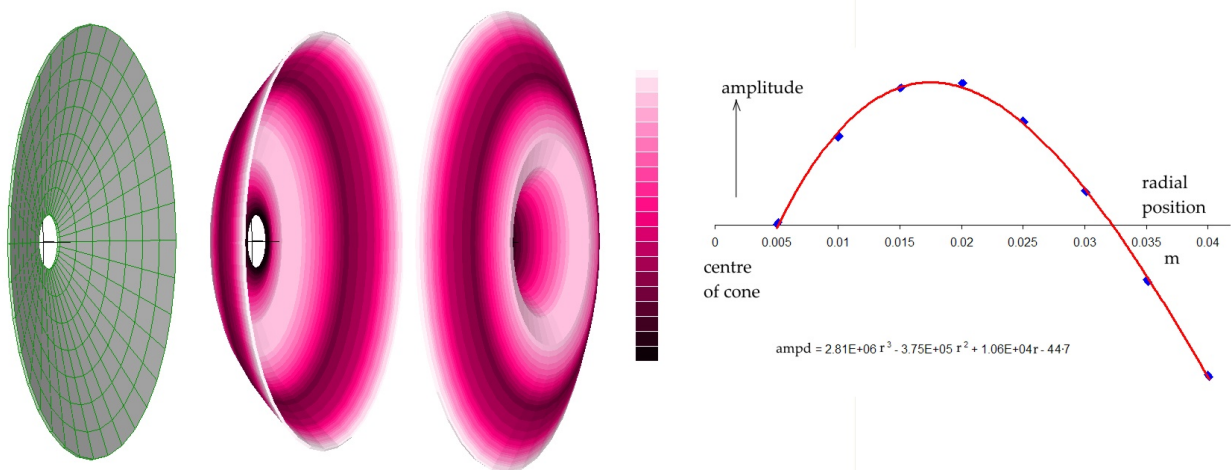 amplitude
radial
position
0 0.005 0.01 0.015 0.02 0.025 0.03 0.035 0.04
m
centre
of cone
ampd = 2.81E+06 r³ - 3.75E+05 r² + 1.06E+04r - 44·7